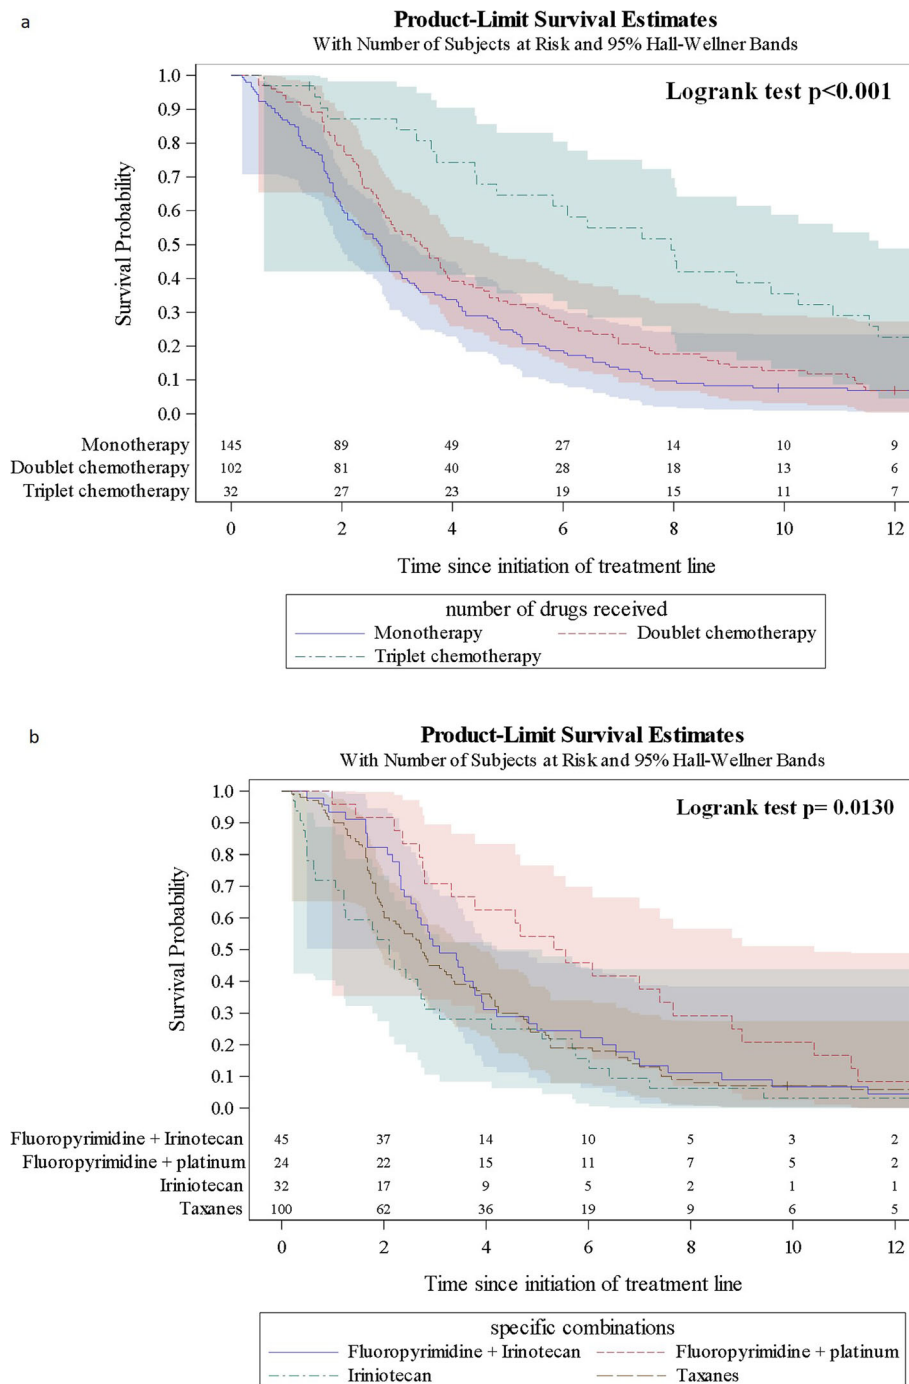 a
Product-Limit Survival Estimates
With Number of Subjects at Risk and 95% Hall-Wellner Bands
Logrank test p<0.001
Survival Probability
1.0
0.9
0.8
0.7
0.6
0.5
0.4
0.3
0.2
0.1
0.0
Monotherapy 145 89 49 27 14 10 9
Doublet chemotherapy 102 81 40 28 18 13 6
Triplet chemotherapy 32 27 23 19 15 11 7
0 2 4 6 8 10 12
Time since initiation of treatment line
number of drugs received
Monotherapy Doublet chemotherapy
Triplet chemotherapy
b
Product-Limit Survival Estimates
With Number of Subjects at Risk and 95% Hall-Wellner Bands
Logrank test p= 0.0130
Survival Probability
1.0
0.9
0.8
0.7
0.6
0.5
0.4
0.3
0.2
0.1
0.0
Fluoropyrimidine + Irinotecan 45 37 14 10 5 3 2
Fluoropyrimidine + platinum 24 22 15 11 7 5 2
Iriniotecan 32 17 9 5 2 1 1
Taxanes 100 62 36 19 9 6 5
0 2 4 6 8 10 12
Time since initiation of treatment line
specific combinations
Fluoropyrimidine + Irinotecan Fluoropyrimidine + platinum
Iriniotecan Taxanes